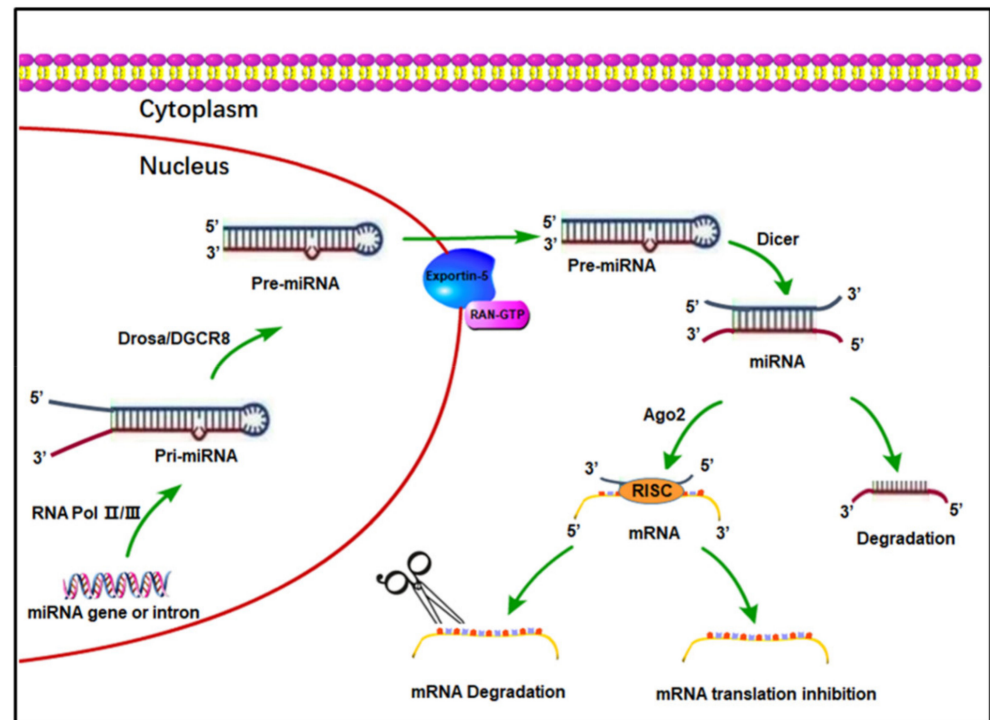 Cytoplasm
Nucleus
5’
3’
Pre-miRNA
Exportin-5
RAN-GTP
5’
3’
Pre-miRNA
Dicer
5’
3’
3’
5’
miRNA
Drosa/DGCR8
5’
3’
Pri-miRNA
RNA Pol Ⅱ/Ⅲ
miRNA gene or intron
Ago2
3’
5’
RISC
5’
mRNA
3’
3’
5’
Degradation
mRNA Degradation
mRNA translation inhibition